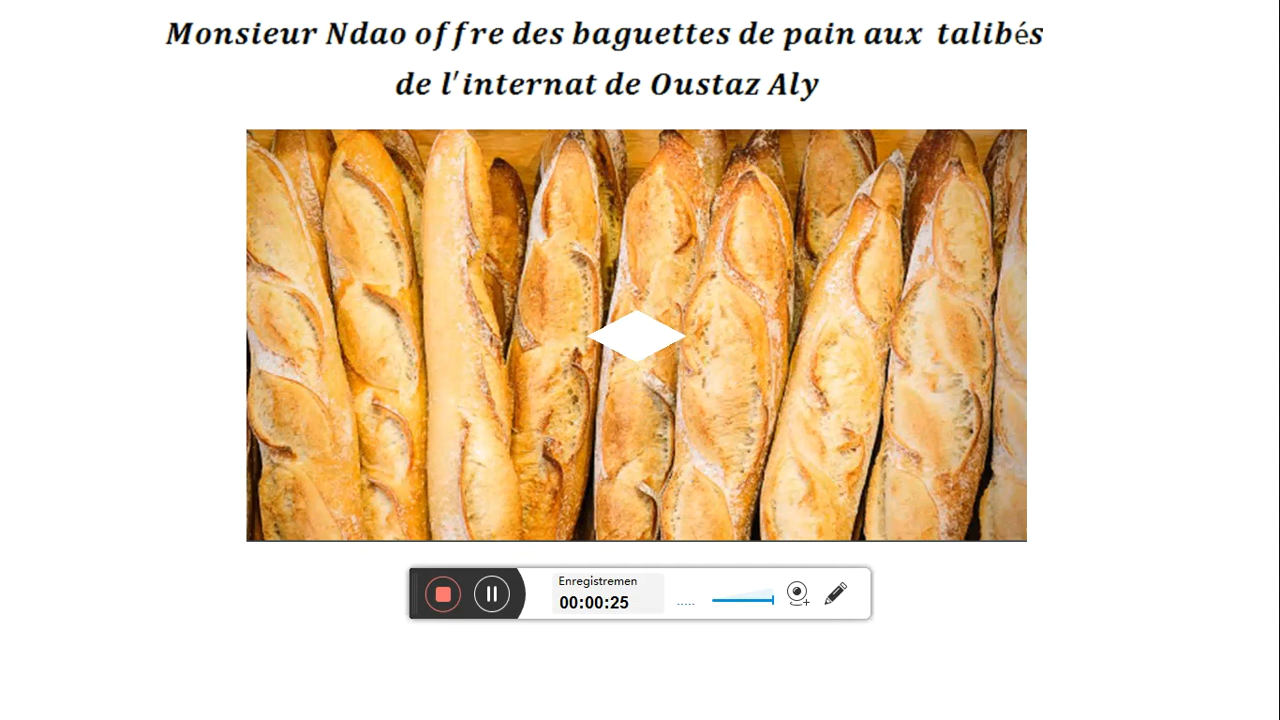 Monsieur Ndao offre des baguettes de pain aux talibés
de l'internat de Oustaz Aly
Enregistremen
00:00:25